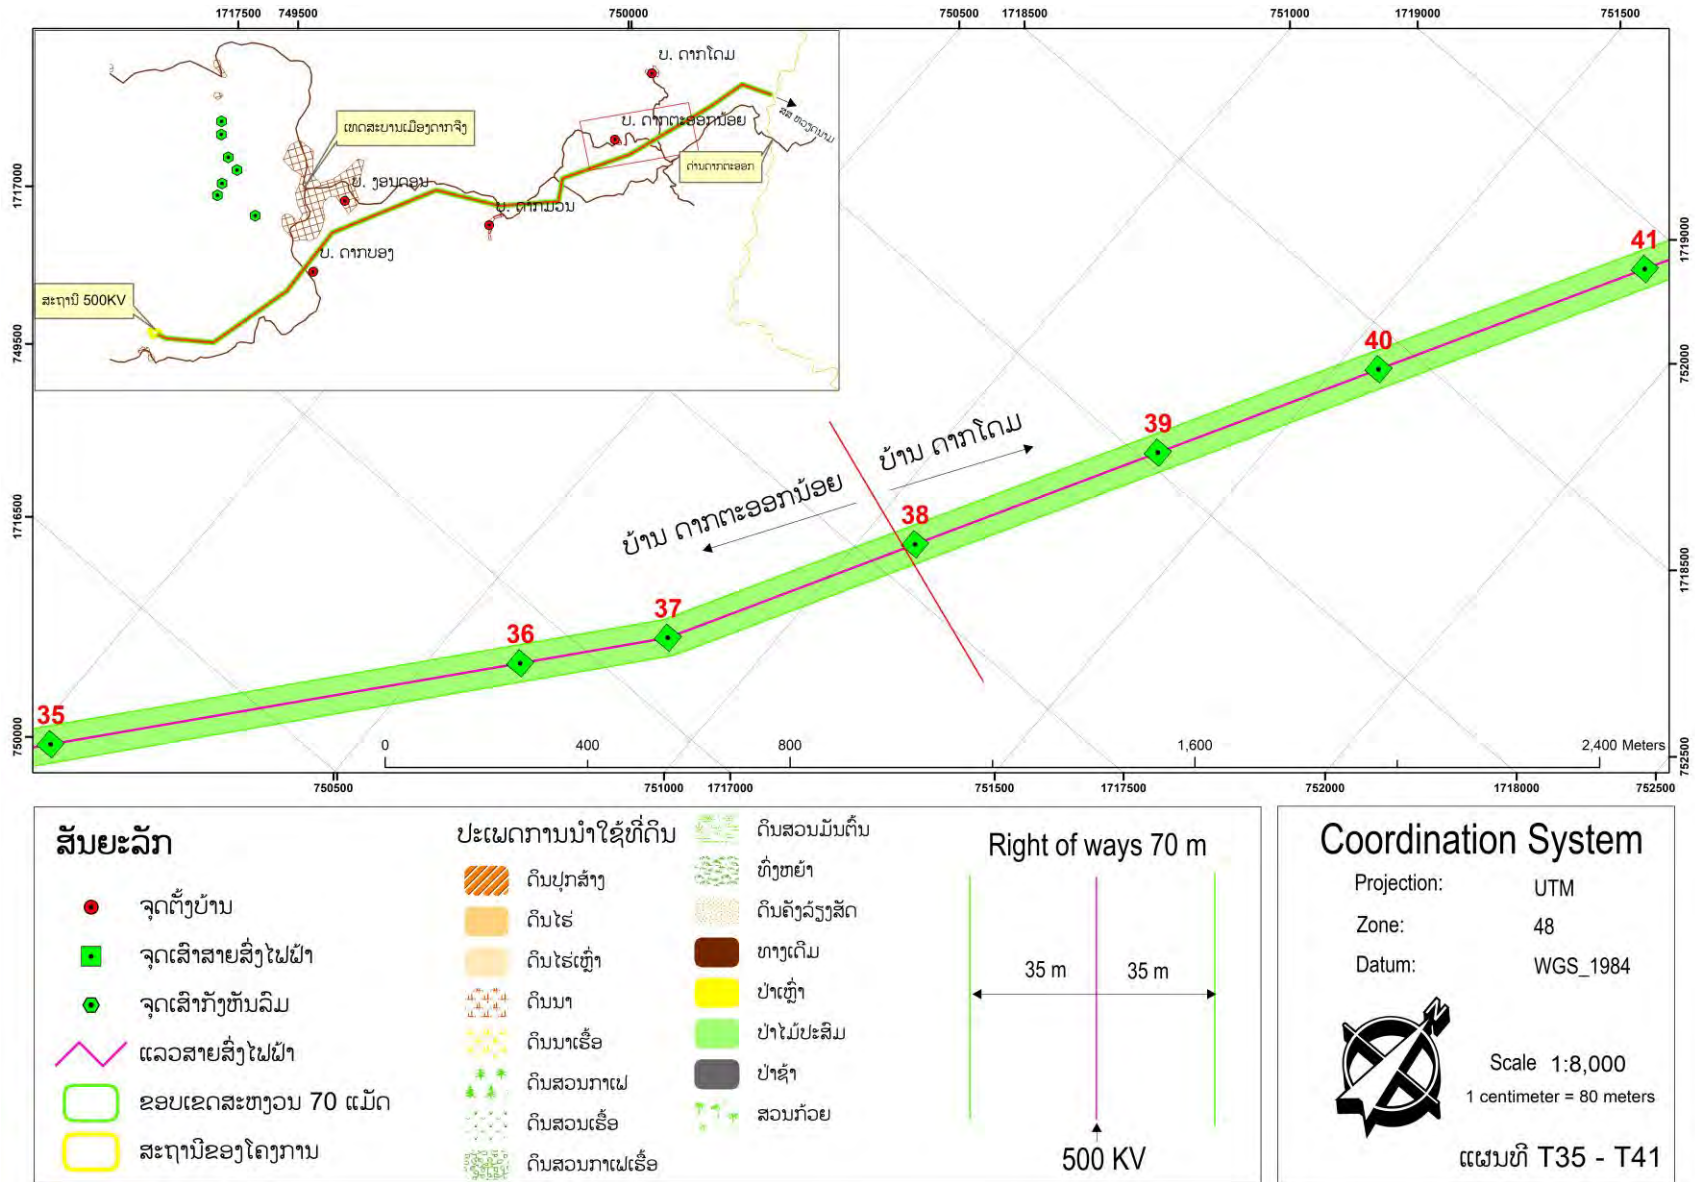 1717500
749500
750000
750500
1718500
751000
1719000
751500
ບ. ດາກໂດມ
ສສ ຫວຽດນາມ
ເທດສະບານເມືອງດາກຈຶງ
ບ. ດາກຕະອອກນ້ອຍ
ດ່ານດາກຕະອອກ
ບ. ງອນດອນ
ບ. ດາກມວນ
ບ. ດາກບອງ
ສະຖານີ 500KV
1717000
749500
1716500
750000
1719000
752000
1718500
752500
41
40
39
38
37
36
35
ບ້ານ ດາກໂດມ
ບ້ານ ດາກຕະອອກນ້ອຍ
0
400
800
1,600
2,400 Meters
750500
751000
1717000
751500
1717500
752000
1718000
752500
ສັນຍະລັກ
ຈຸດຕັ້ງບ້ານ
ຈຸດເສົາສາຍສົ່ງໄຟຟ້າ
ຈຸດເສົາກັງຫັນລົມ
ແລວສາຍສົ່ງໄຟຟ້າ
ຂອບເຂດສະຫງວນ 70 ແມັດ
ສະຖານີຂອງໂຄງການ
ປະເພດການນຳໃຊ້ທີ່ດິນ
ດິນປຸກສ້າງ
ດິນໄຮ່
ດິນໄຮ່ເຫຼົ່າ
ດິນນາ
ດິນນາເຮື້ອ
ດິນສວນກາເຟ
ດິນສວນເຮື້ອ
ດິນສວນກາເຟເຮື້ອ
ດິນສວນມັນຕົ້ນ
ທົ່ງຫຍ້າ
ດິນຄັງລ້ຽງສັດ
ທາງເດີມ
ປ່າເຫຼົ່າ
ປ່າໄມ້ປະສົມ
ປ່າຊ້າ
ສວນກ້ວຍ
Right of ways 70 m
35 m
35 m
500 KV
Coordination System
Projection: UTM
Zone: 48
Datum: WGS_1984
N
Scale 1:8,000
1 centimeter = 80 meters
ແຜນທີ T35 - T41